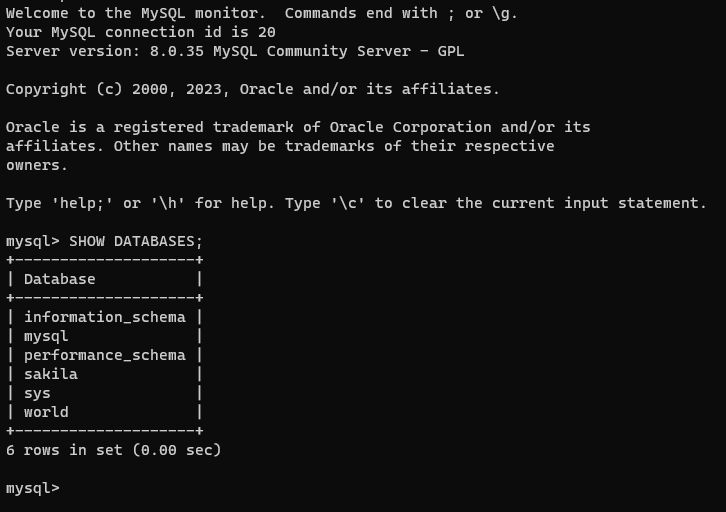 Welcome to the MySQL monitor.  Commands end with ; or \g.
Your MySQL connection id is 20
Server version: 8.0.35 MySQL Community Server - GPL

Copyright (c) 2000, 2023, Oracle and/or its affiliates.

Oracle is a registered trademark of Oracle Corporation and/or its
affiliates. Other names may be trademarks of their respective
owners.

Type 'help;' or '\h' for help. Type '\c' to clear the current input statement.

mysql> SHOW DATABASES;
+--------------------+
| Database           |
+--------------------+
| information_schema |
| mysql              |
| performance_schema |
| sakila             |
| sys                |
| world              |
+--------------------+
6 rows in set (0.00 sec)

mysql>